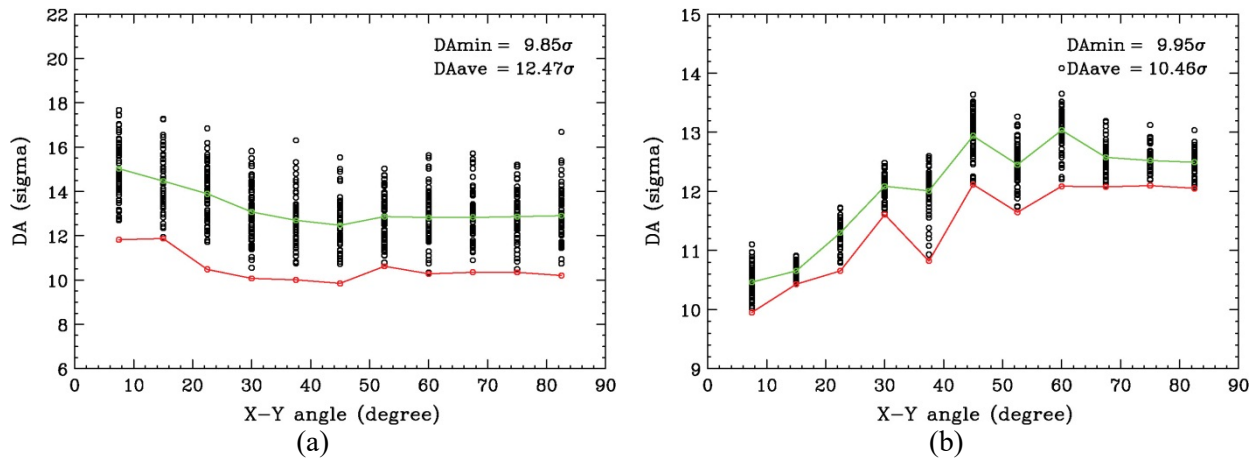 22
20
18
16
14
12
10
8
6
DA (sigma)
DAmin = 9.85σ
DAave = 12.47σ
0 10 20 30 40 50 60 70 80 90
X-Y angle (degree)
(a)
15
14
13
12
11
10
9
DA (sigma)
DAmin = 9.95σ
DAave = 10.46σ
0 10 20 30 40 50 60 70 80 90
X-Y angle (degree)
(b)